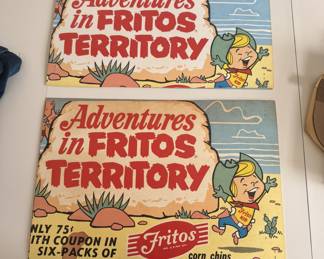 Adventures
in FRITOS
TERRITORY
Adventures
in FRITOS
TERRITORY
NLY 75¢
ITH COUPON IN
SIX-PACKS OF
Fritos
corn chips